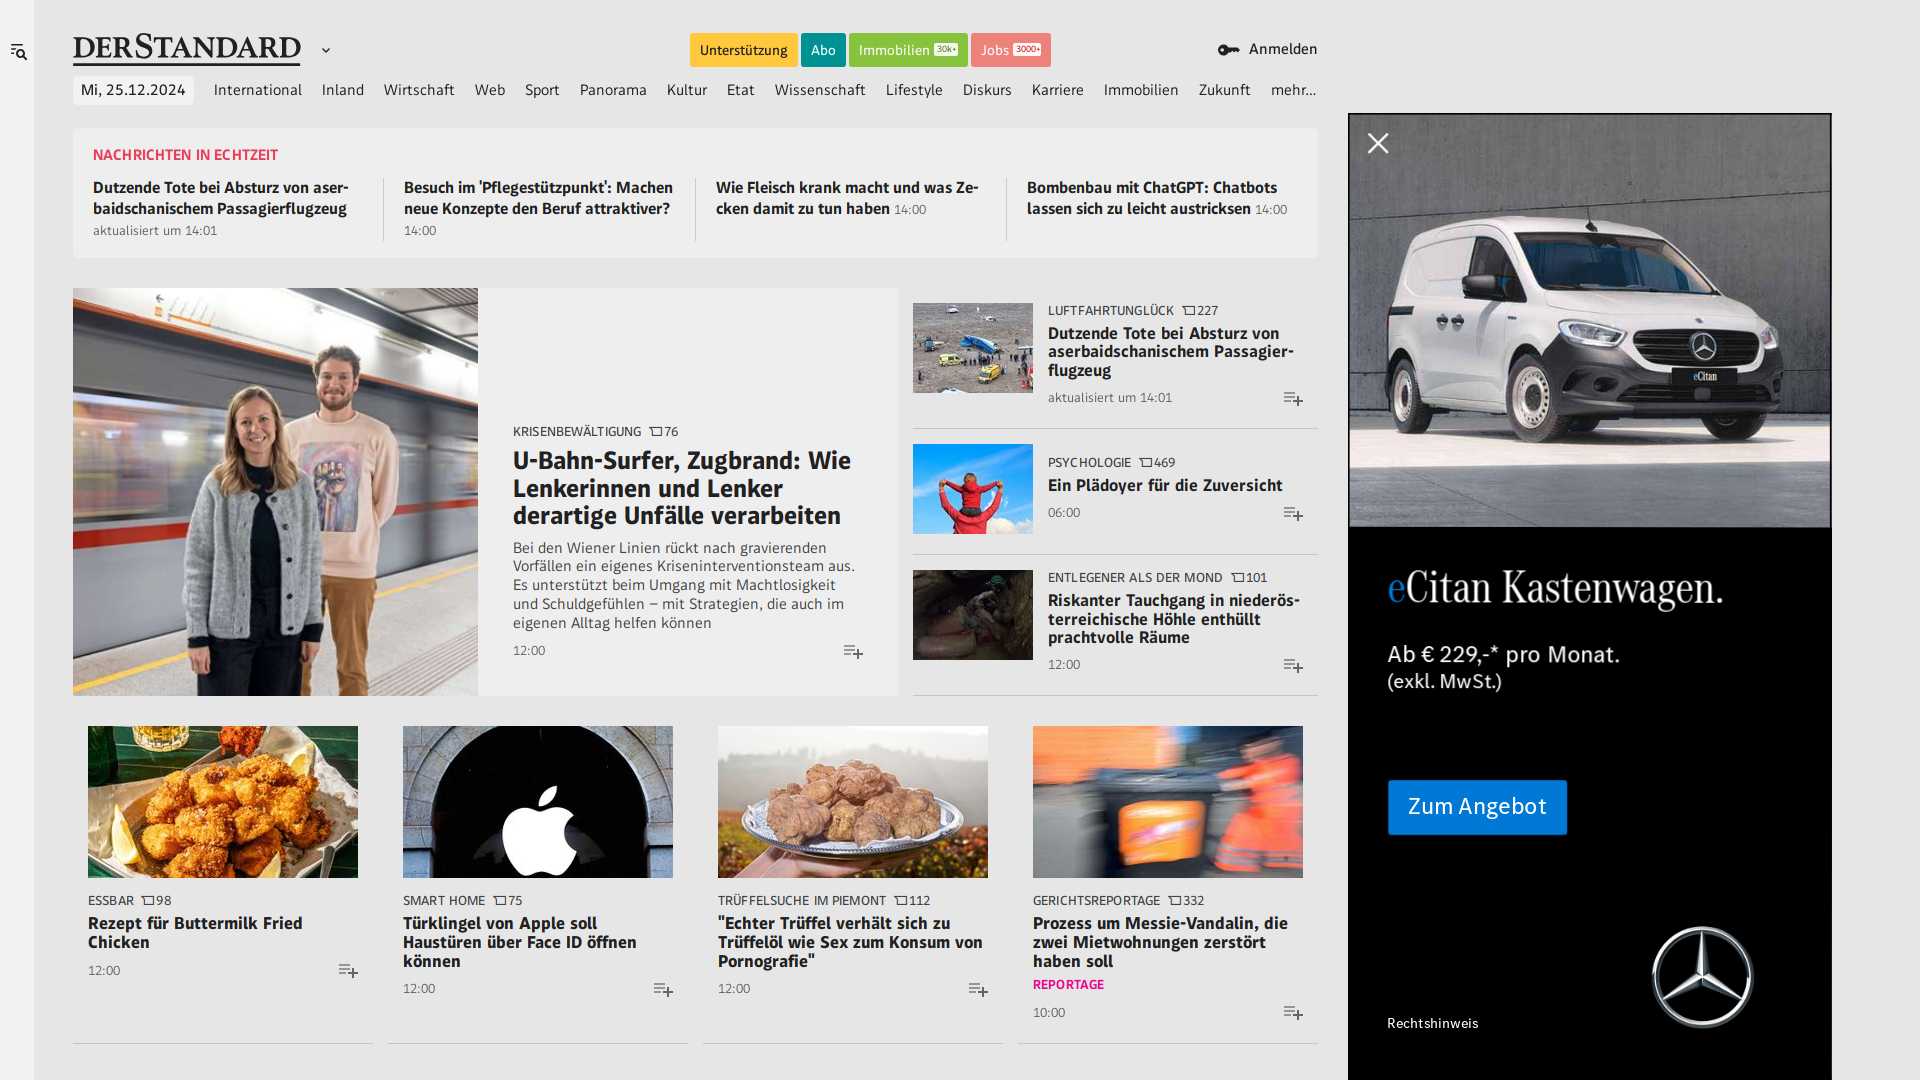 DERSTANDARD
Unterstützung
Abo
Immobilien 30k+
Jobs 3000+
Anmelden
Mi, 25.12.2024
International
Inland
Wirtschaft
Web
Sport
Panorama
Kultur
Etat
Wissenschaft
Lifestyle
Diskurs
Karriere
Immobilien
Zukunft
mehr...
NACHRICHTEN IN ECHTZEIT
Dutzende Tote bei Absturz von aser-
baidschanischem Passagierflugzeug
aktualisiert um 14:01
Besuch im 'Pflegestützpunkt': Machen
neue Konzepte den Beruf attraktiver?
14:00
Wie Fleisch krank macht und was Ze-
cken damit zu tun haben 14:00
Bombenbau mit ChatGPT: Chatbots
lassen sich zu leicht austricksen 14:00
KRISENBEWÄLTIGUNG 76
U-Bahn-Surfer, Zugbrand: Wie
Lenkerinnen und Lenker
derartige Unfälle verarbeiten
Bei den Wiener Linien rückt nach gravierenden
Vorfällen ein eigenes Kriseninterventionsteam aus.
Es unterstützt beim Umgang mit Machtlosigkeit
und Schuldgefühlen – mit Strategien, die auch im
eigenen Alltag helfen können
12:00
LUFTFAHRTUNGLÜCK 227
Dutzende Tote bei Absturz von
aserbaidschanischem Passagier-
flugzeug
aktualisiert um 14:01
PSYCHOLOGIE 469
Ein Plädoyer für die Zuversicht
06:00
ENTLEGENER ALS DER MOND 101
Riskanter Tauchgang in niederös-
terreichische Höhle enthüllt
prachtvolle Räume
12:00
ESSBAR 98
Rezept für Buttermilk Fried
Chicken
12:00
SMART HOME 75
Türklingel von Apple soll
Haustüren über Face ID öffnen
können
12:00
TRÜFFELSUCHE IM PIEMONT 112
"Echter Trüffel verhält sich zu
Trüffelöl wie Sex zum Konsum von
Pornografie"
12:00
GERICHTSREPORTAGE 332
Prozess um Messie-Vandalin, die
zwei Mietwohnungen zerstört
haben soll
REPORTAGE
10:00
eCitan
eCitan Kastenwagen.
Ab € 229,-* pro Monat.
(exkl. MwSt.)
Zum Angebot
Rechtshinweis